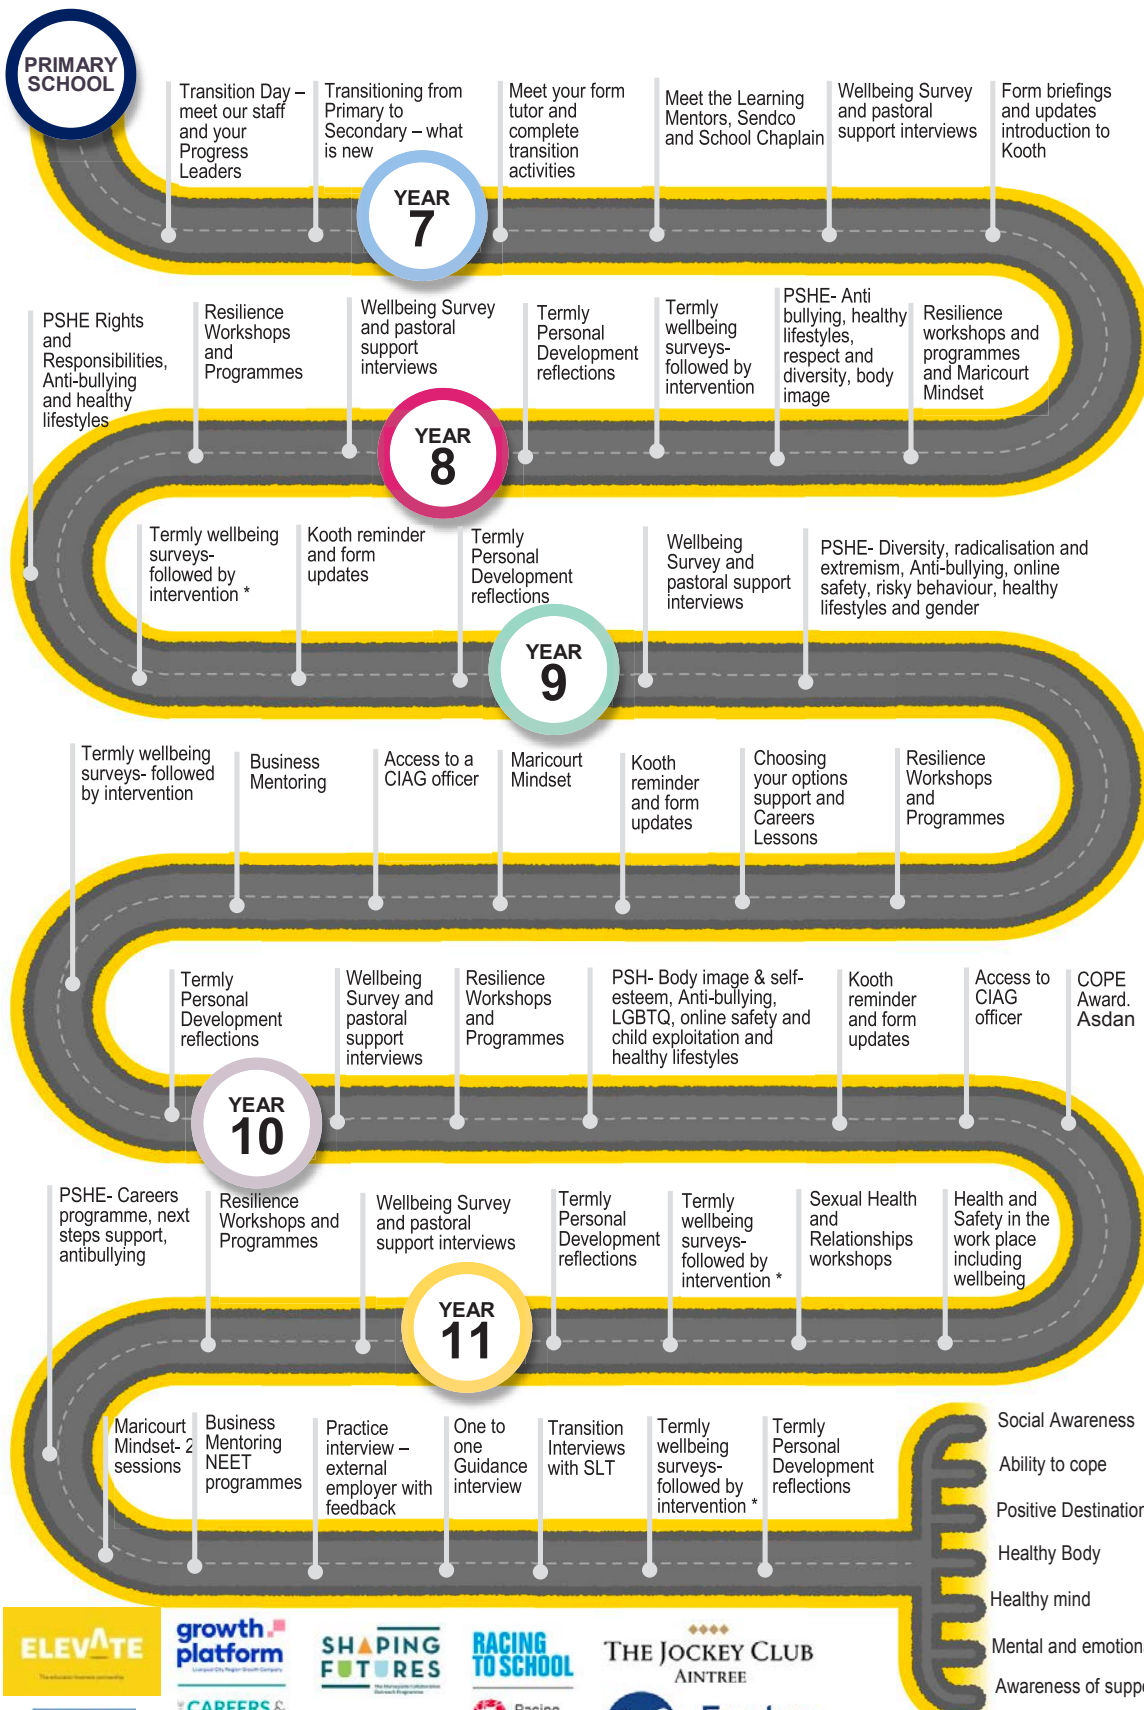 PRIMARY
SCHOOL
Transition Day –
meet our staff
and your
Progress
Leaders
Transitioning from
Primary to
Secondary – what
is new
Meet your form
tutor and
complete
transition
activities
Meet the Learning
Mentors, Sendco
and School Chaplain
Wellbeing Survey
and pastoral
support interviews
Form briefings
and updates
introduction to
Kooth
YEAR
7
PSHE Rights
and
Responsibilities,
Anti-bullying
and healthy
lifestyles
Resilience
Workshops
and
Programmes
Wellbeing Survey
and pastoral
support
interviews
Termly
Personal
Development
reflections
Termly
wellbeing
surveys-
followed by
intervention
PSHE- Anti
bullying, healthy
lifestyles,
respect and
diversity, body
image
Resilience
workshops and
programmes
and Maricourt
Mindset
YEAR
8
Termly wellbeing
surveys-
followed by
intervention *
Kooth reminder
and form
updates
Termly
Personal
Development
reflections
Wellbeing
Survey and
pastoral support
interviews
PSHE- Diversity, radicalisation and
extremism, Anti-bullying, online
safety, risky behaviour, healthy
lifestyles and gender
YEAR
9
Termly wellbeing
surveys- followed
by intervention
Business
Mentoring
Access to a
CIAG officer
Maricourt
Mindset
Kooth
reminder
and form
updates
Choosing
your options
support and
Careers
Lessons
Resilience
Workshops
and
Programmes
Termly
Personal
Development
reflections
Wellbeing
Survey and
pastoral
support
interviews
Resilience
Workshops
and
Programmes
PSH- Body image & self-
esteem, Anti-bullying,
LGBTQ, online safety and
child exploitation and
healthy lifestyles
Kooth
reminder
and form
updates
Access to
CIAG
officer
COPE
Award.
Asdan
YEAR
10
PSHE- Careers
programme, next
steps support,
antibullying
Resilience
Workshops and
Programmes
Wellbeing Survey
and pastoral
support interviews
Termly
Personal
Development
reflections
Termly
wellbeing
surveys-
followed by
intervention *
Sexual Health
and
Relationships
workshops
Health and
Safety in the
work place
including
wellbeing
YEAR
11
Maricourt
Mindset- 2
sessions
Business
Mentoring
NEET
programmes
Practice
interview –
external
employer with
feedback
One to
one
Guidance
interview
Transition
Interviews
with SLT
Termly
wellbeing
surveys-
followed by
intervention *
Termly
Personal
Development
reflections
Social Awareness
Ability to cope
Positive Destination
Healthy Body
Healthy mind
Mental and emotion
Awareness of supp
ELEVATE
growth
platform
Liverpool City Region Growth Company
SHAPING
FUTURES
RACING
TO SCHOOL
THE JOCKEY CLUB
AINTREE
CAREERS &
Racing